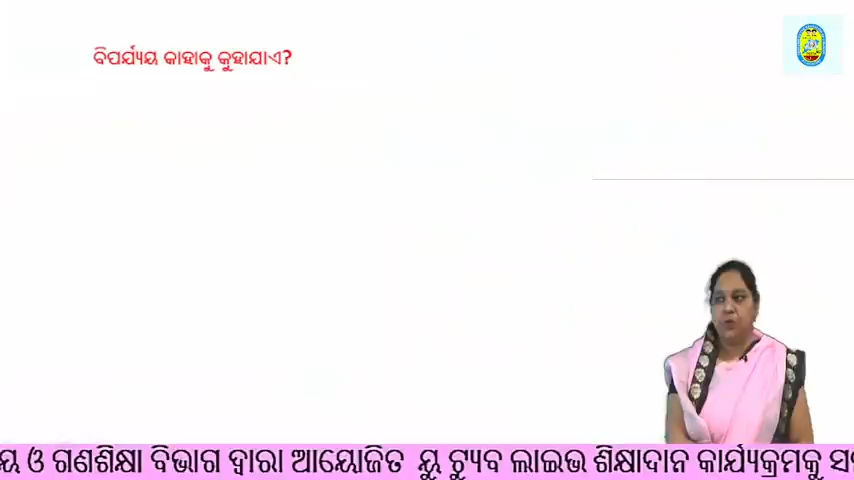 ବିପର୍ଯ୍ୟୟ କାହାକୁ କୁହାଯାଏ?
ୟ ଓ ଗଣଶିକ୍ଷା ବିଭାଗ ଦ୍ୱାରା ଆୟୋଜିତ ୟୁ ଟ୍ୟୁବ ଲାଇଭ ଶିକ୍ଷାଦାନ କାର୍ଯ୍ୟକ୍ରମକୁ